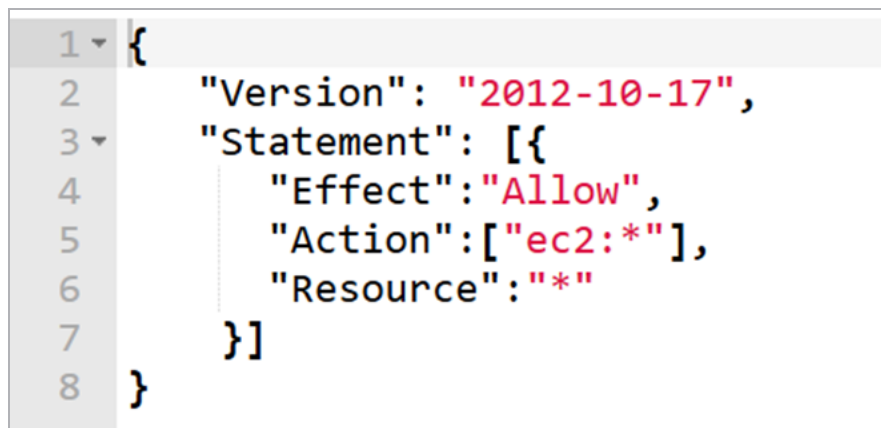 1 {
2 "Version": "2012-10-17",
3 "Statement": [{
4 "Effect":"Allow",
5 "Action":["ec2:*"],
6 "Resource":"*"
7 }]
8 }